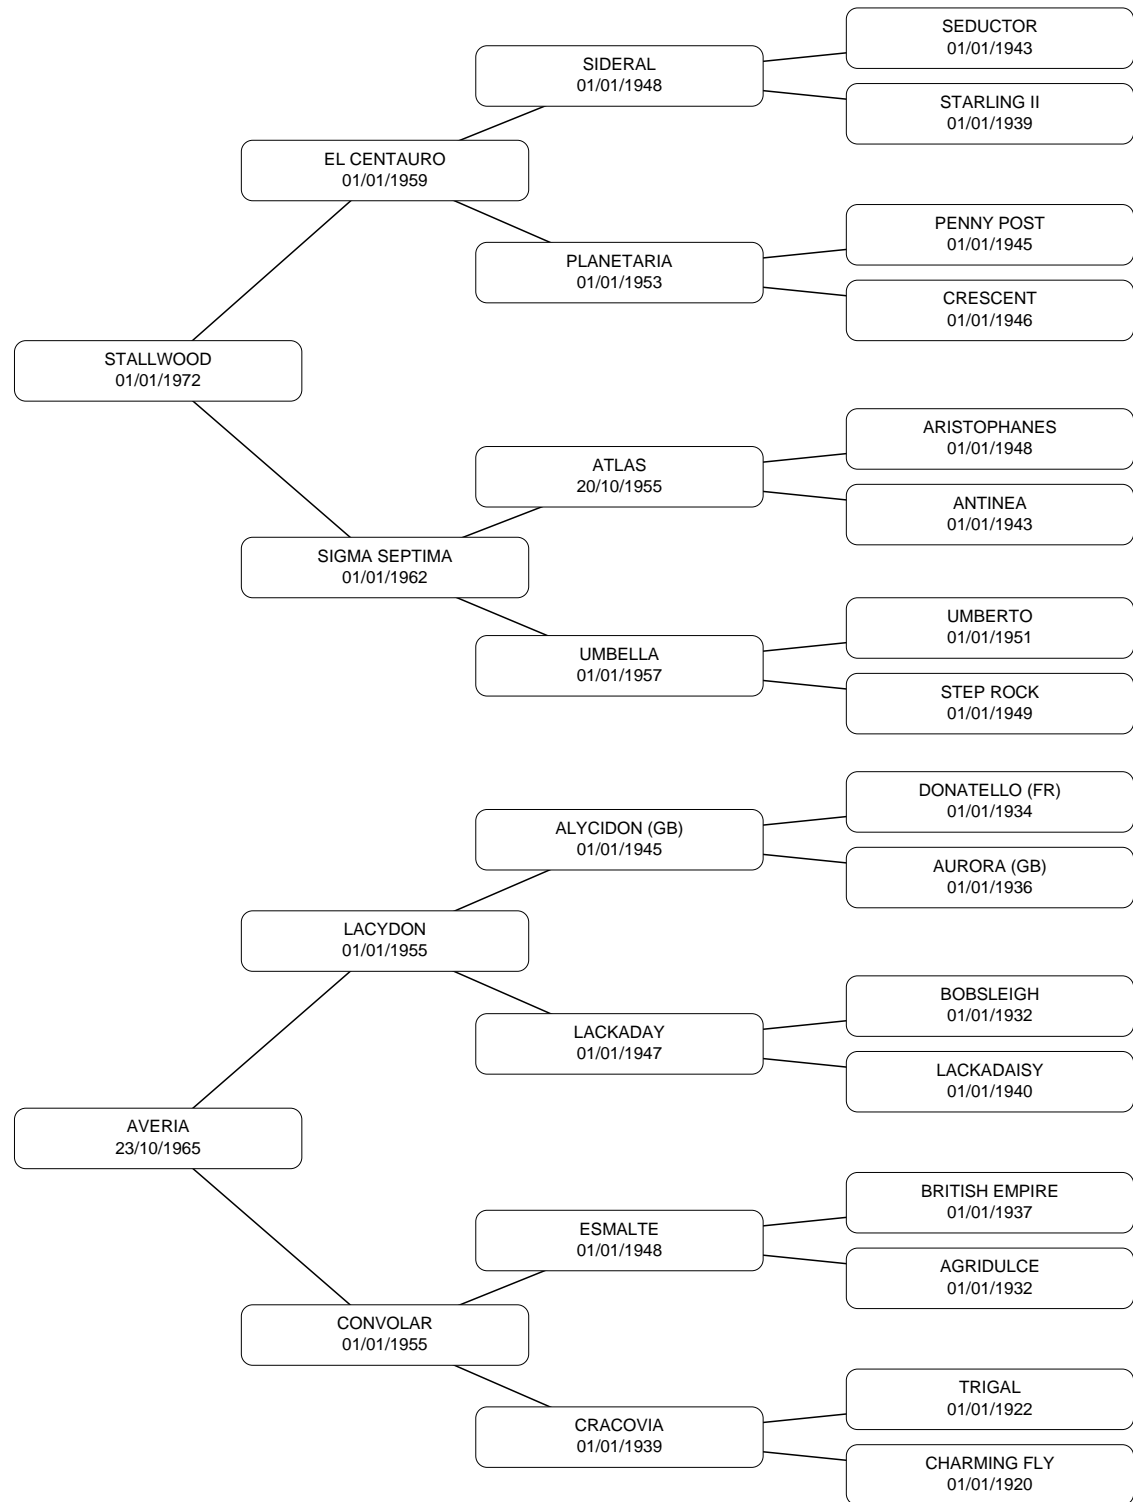 SEDUCTOR
01/01/1943
SIDERAL
01/01/1948
STARLING II
01/01/1939
EL CENTAURO
01/01/1959
PENNY POST
01/01/1945
PLANETARIA
01/01/1953
CRESCENT
01/01/1946
STALLWOOD
01/01/1972
ARISTOPHANES
01/01/1948
ATLAS
20/10/1955
ANTINEA
01/01/1943
SIGMA SEPTIMA
01/01/1962
UMBERTO
01/01/1951
UMBELLA
01/01/1957
STEP ROCK
01/01/1949
DONATELLO (FR)
01/01/1934
ALYCIDON (GB)
01/01/1945
AURORA (GB)
01/01/1936
LACYDON
01/01/1955
BOBSLEIGH
01/01/1932
LACKADAY
01/01/1947
LACKADAISY
01/01/1940
AVERIA
23/10/1965
BRITISH EMPIRE
01/01/1937
ESMALTE
01/01/1948
AGRIDULCE
01/01/1932
CONVOLAR
01/01/1955
TRIGAL
01/01/1922
CRACOVIA
01/01/1939
CHARMING FLY
01/01/1920